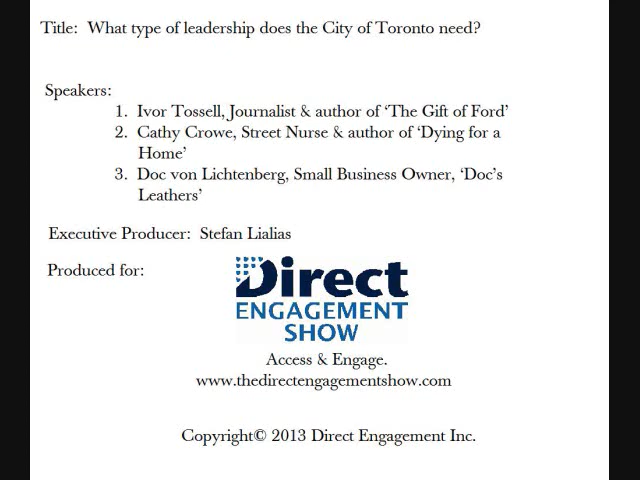 Title:  What type of leadership does the City of Toronto need?
Speakers:
1.  Ivor Tossell, Journalist & author of ‘The Gift of Ford’
2.  Cathy Crowe, Street Nurse & author of ‘Dying for a
Home’
3.  Doc von Lichtenberg, Small Business Owner, ‘Doc’s
Leathers’
Executive Producer:  Stefan Lialias
Produced for:
Direct
ENGAGEMENT
SHOW
Access & Engage.
www.thedirectengagementshow.com
Copyright© 2013 Direct Engagement Inc.